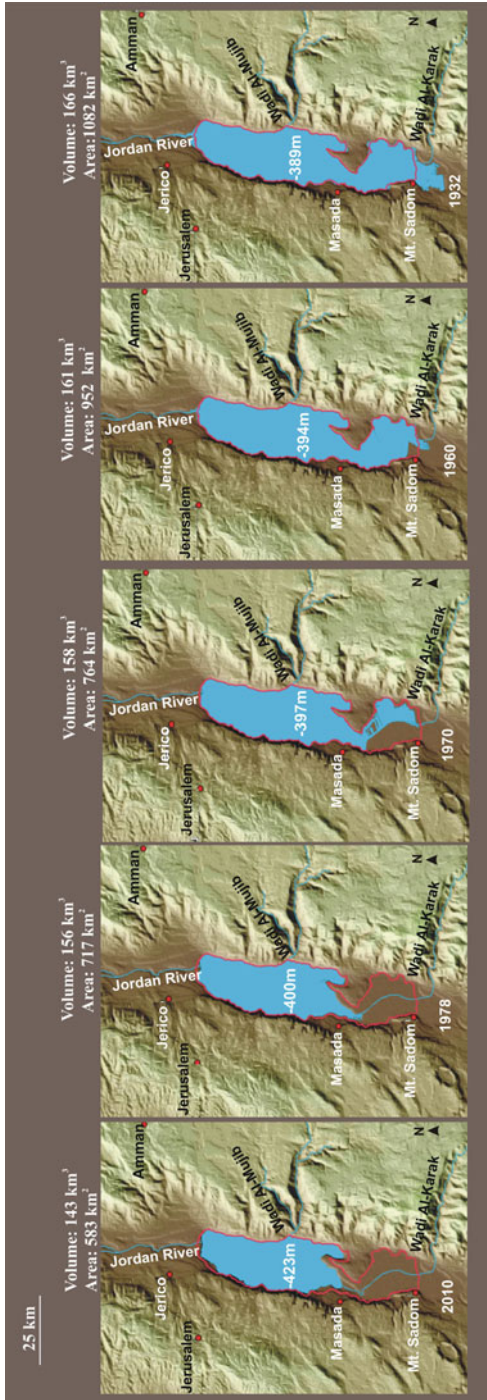 25 km
Volume: 143 km³
Area: 583 km²
Amman
Jordan River
Jerico
Jerusalem
Wadi Al-Mujib
-423m
Masada
Wadi Al-Karak
Mt. Sadom
N
2010
Volume: 156 km³
Area: 717 km²
Amman
Jordan River
Jerico
Jerusalem
Wadi Al-Mujib
-400m
Masada
Wadi Al-Karak
Mt. Sadom
N
1978
Volume: 158 km³
Area: 764 km²
Amman
Jordan River
Jerico
Jerusalem
Wadi Al-Mujib
-397m
Masada
Wadi Al-Karak
Mt. Sadom
N
1970
Volume: 161 km³
Area: 952 km²
Amman
Jordan River
Jerico
Jerusalem
Wadi Al-Mujib
-394m
Masada
Wadi Al-Karak
Mt. Sadom
N
1960
Volume: 166 km³
Area:1082 km²
Amman
Jordan River
Jerico
Jerusalem
Wadi Al-Mujib
-389m
Masada
Wadi Al-Karak
Mt. Sadom
N
1932